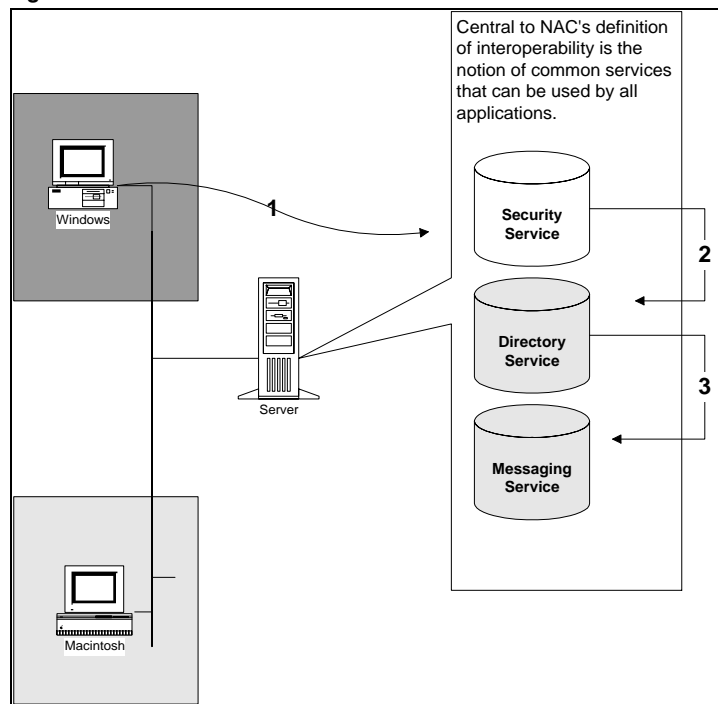 Central to NAC's definition
of interoperability is the
notion of common services
that can be used by all
applications.
Windows
1
Security
Service
2
Server
Directory
Service
3
Messaging
Service
Macintosh